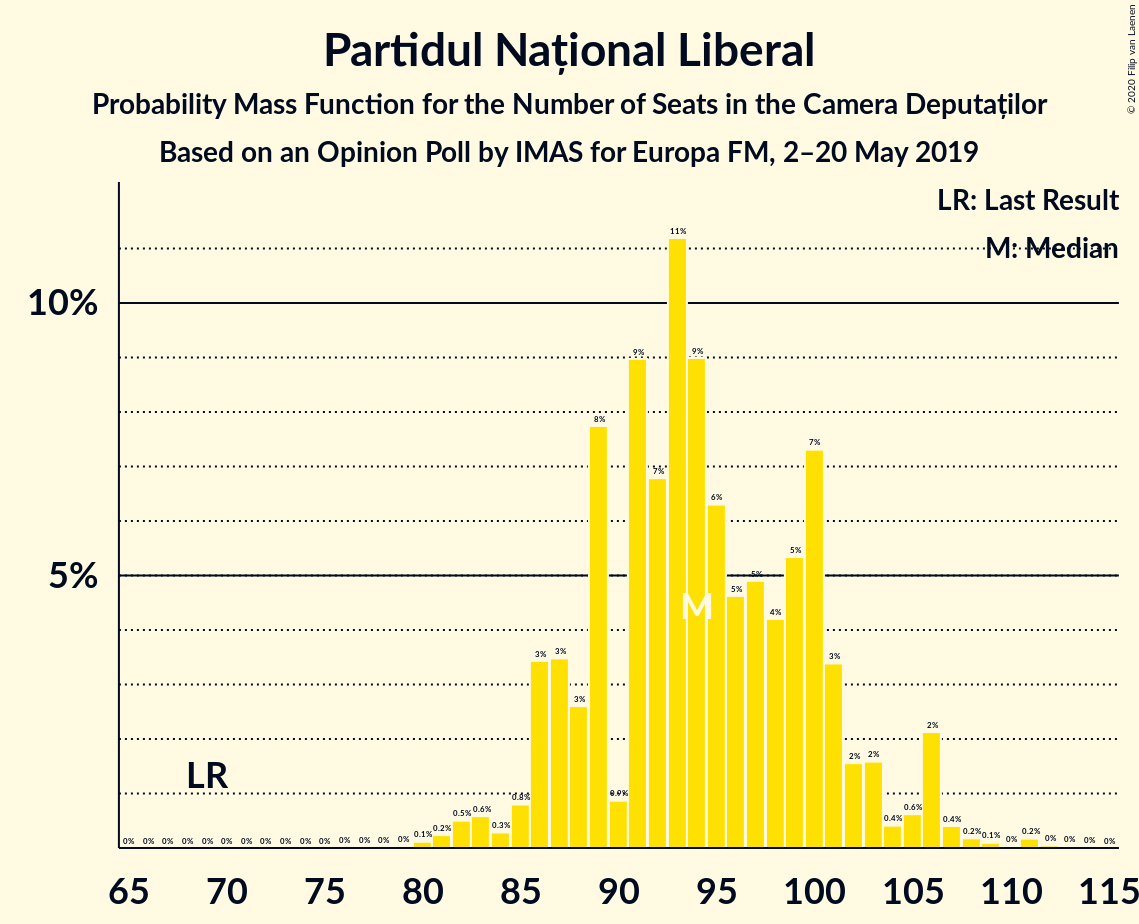 Partidul Național Liberal
Probability Mass Function for the Number of Seats in the Camera Deputaților
Based on an Opinion Poll by IMAS for Europa FM, 2–20 May 2019
© 2020 Filip van Laenen
LR: Last Result
M: Median
10%
5%
0% 0% 0% 0% 0% 0% 0% 0% 0% 0% 0% 0% 0% 0% 0% 0.1% 0.2% 0.5% 0.6% 0.3% 0.8% 3% 3% 3% 8% 0.9% 9% 7% 11% 9% 6% 5% 5% 4% 5% 7% 3% 2% 2% 0.4% 0.6% 2% 0.4% 0.2% 0.1% 0% 0.2% 0% 0% 0% 0%
M
LR
65 70 75 80 85 90 95 100 105 110 115